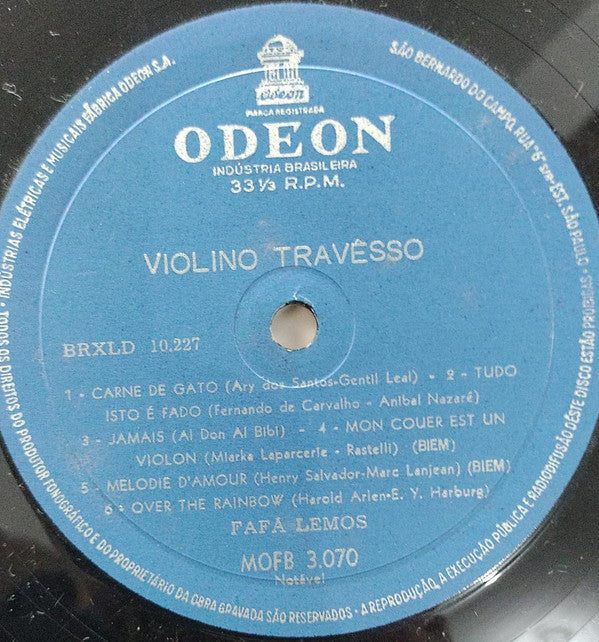 Odeon
MARCA REGISTRADA
ODEON
INDÚSTRIA BRASILEIRA
33 1/3 R.P.M.
VIOLINO TRAVÊSSO
BRXLD 10.227
1 - CARNE DE GATO (Ary dos Santos-Gentil Leal) - 2 - TUDO
ISTO É FADO (Fernando de Carvalho - Anibal Nazaré)
3 - JAMAIS (Al Don Al Bibi) - 4 - MON COUER EST UN
VIOLON (Miarka Laparcerie - Rastelli) (BIEM)
5 - MELODIE D'AMOUR (Henry Salvador-Marc Lanjean) (BIEM)
6 - OVER THE RAINBOW (Harold Arlen-E. Y. Harburg)
FAFÁ LEMOS
MOFB 3.070
Notável
INDÚSTRIAS ELÉTRICAS E MUSICAIS FÁBRICA ODEON S.A.
SÃO BERNARDO DO CAMPO, RUA "6" EST. SÃO
TODOS OS DIREITOS DO PRODUTOR FONOGRÁFICO E DO PROPRIETÁRIO DA OBRA GRAVADA SÃO RESERVADOS - A REPRODUÇÃO, A EXECUÇÃO PÚBLICA E RADIODIFUSÃO DÊSTE DISCO ESTÃO PROIBIDAS